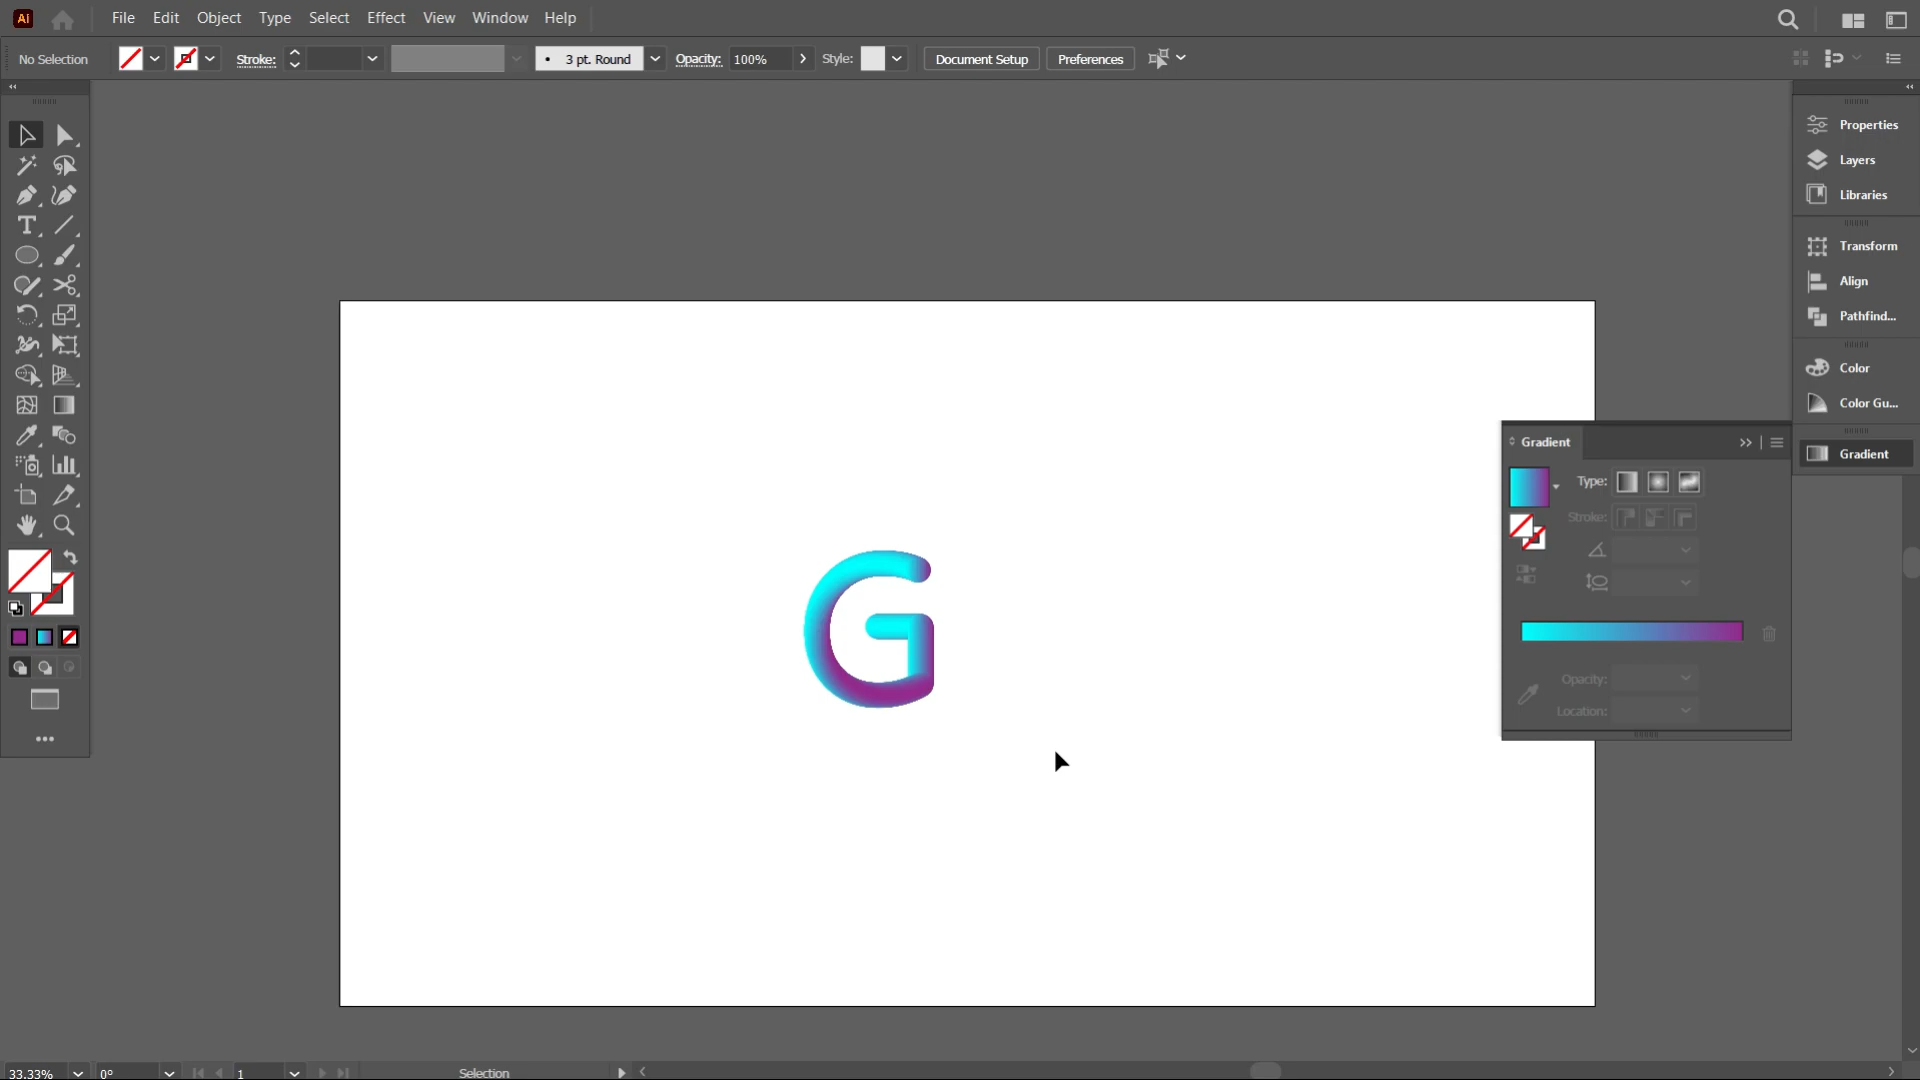 Ai File Edit Object Type Select Effect View Window Help
No Selection Stroke: 3 pt. Round Opacity: 100% Style: Document Setup Preferences
Properties
Layers
Libraries
Transform
Align
Pathfind...
Color
Color Gu...
Gradient
Gradient
Type:
Stroke:
Opacity:
Location:
G
33.33% 0° 1 Selection